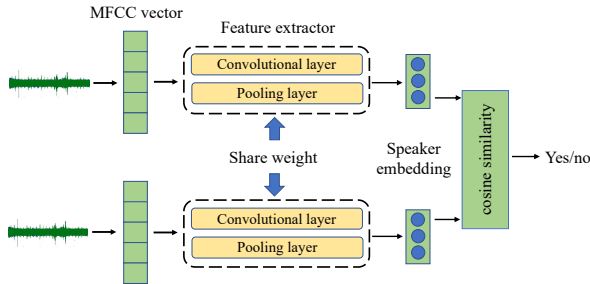 MFCC vector
Feature extractor
Convolutional layer
Pooling layer
Share weight
Speaker
embedding
cosine similarity
Yes/no
Convolutional layer
Pooling layer